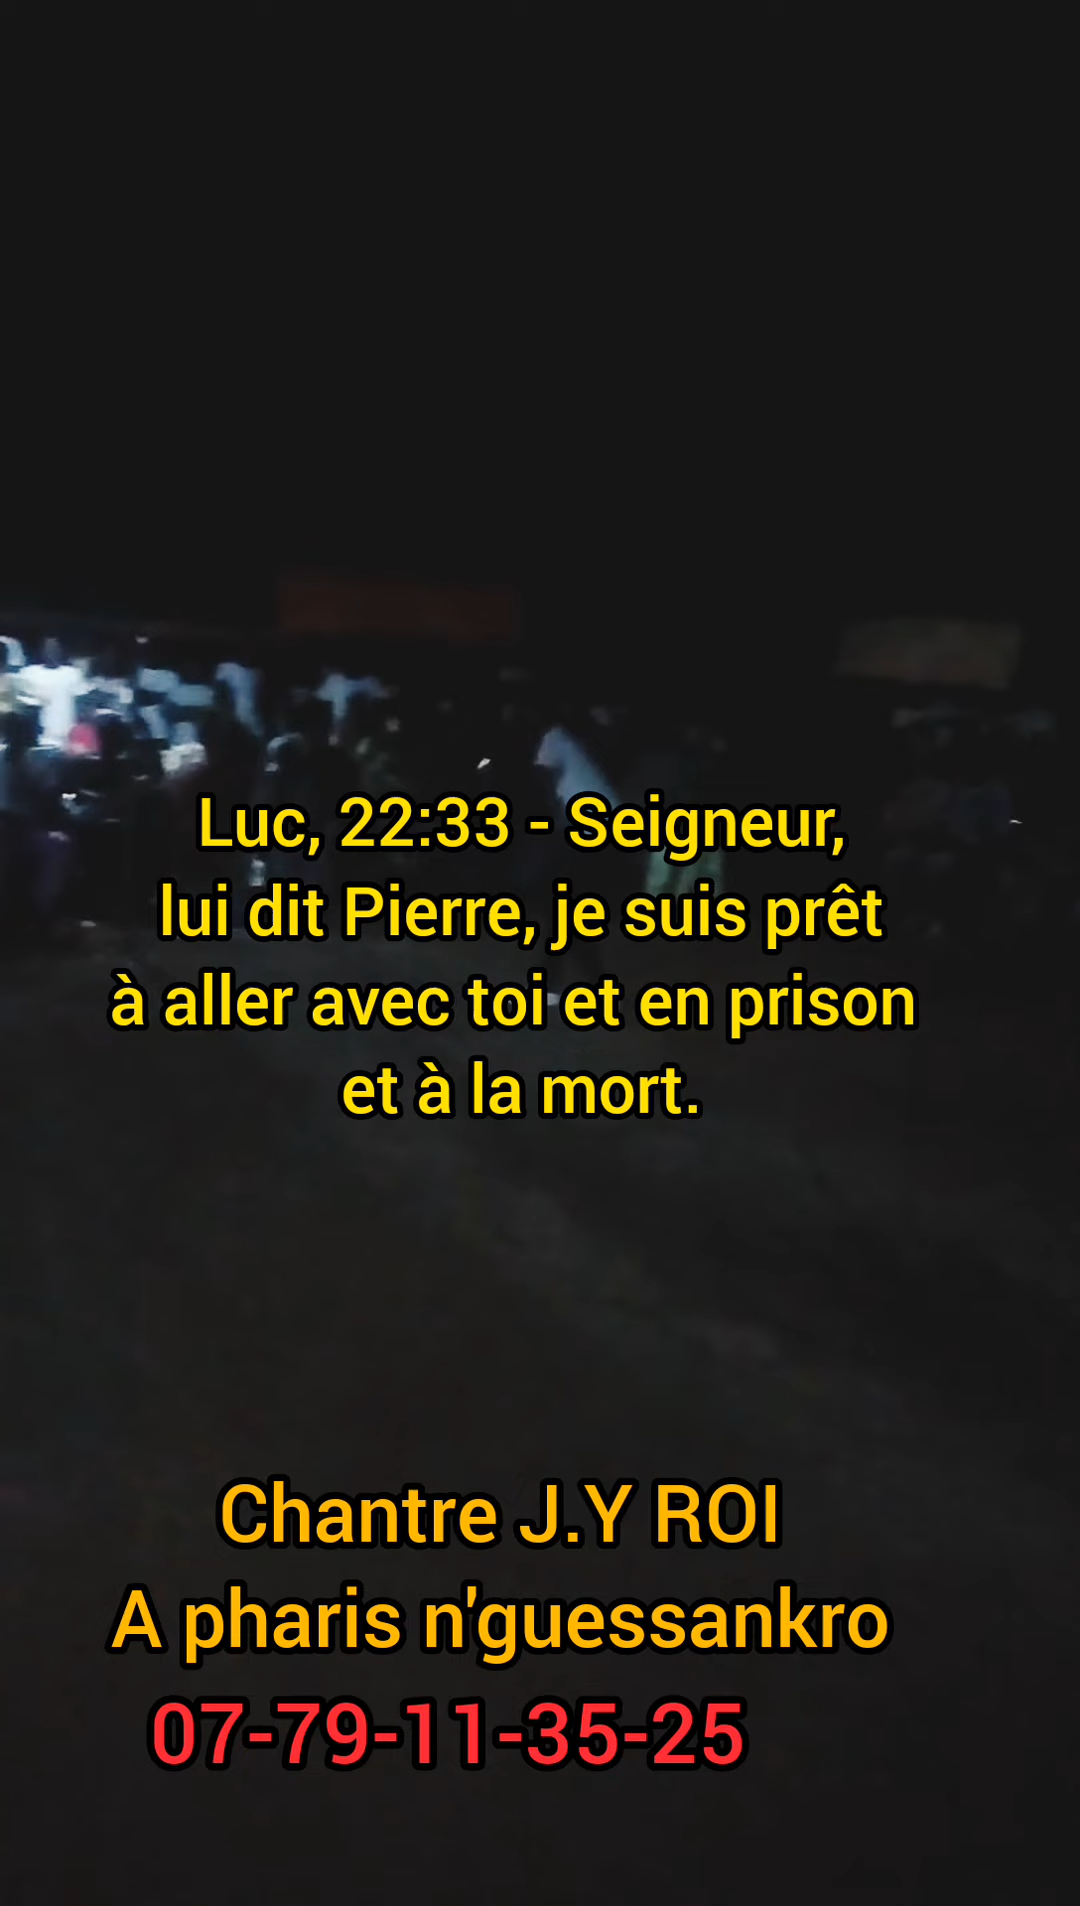 Luc, 22:33 - Seigneur,
lui dit Pierre, je suis prêt
à aller avec toi et en prison
et à la mort.
Chantre J.Y ROI
A pharis n'guessankro
07-79-11-35-25